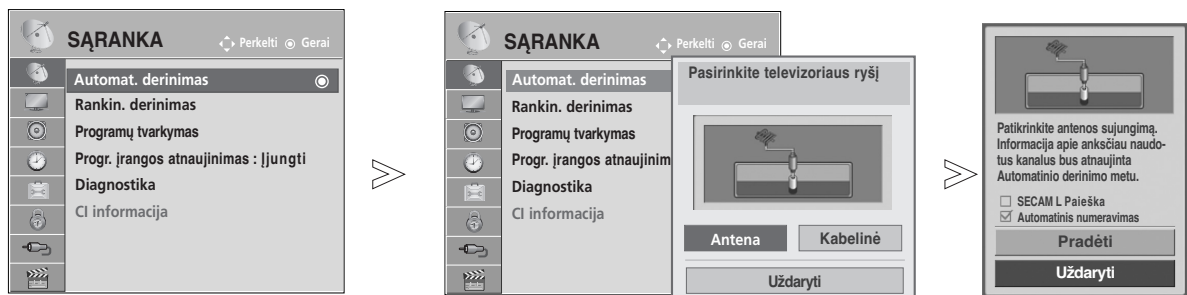 SĄRANKA
Perkelti Gerai
Automat. derinimas
Rankin. derinimas
Programų tvarkymas
Progr. įrangos atnaujinimas : Įjungti
Diagnostika
CI informacija
SĄRANKA
Perkelti Gerai
Automat. derinimas
Rankin. derinimas
Programų tvarkymas
Progr. įrangos atnaujinim
Diagnostika
CI informacija
Pasirinkite televizoriaus ryšį
Antena
Kabelinė
Uždaryti
Patikrinkite antenos sujungimą.
Informacija apie anksčiau naudo-
tus kanalus bus atnaujinta
Automatinio derinimo metu.
SECAM L Paieška
Automatinis numeravimas
Pradėti
Uždaryti